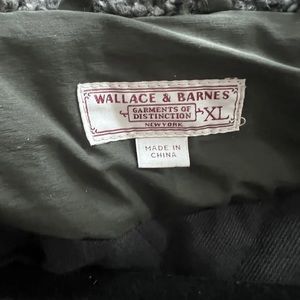 WALLACE & BARNES
GARMENTS OF
DISTINCTION
NEW YORK
XL
MADE IN
CHINA